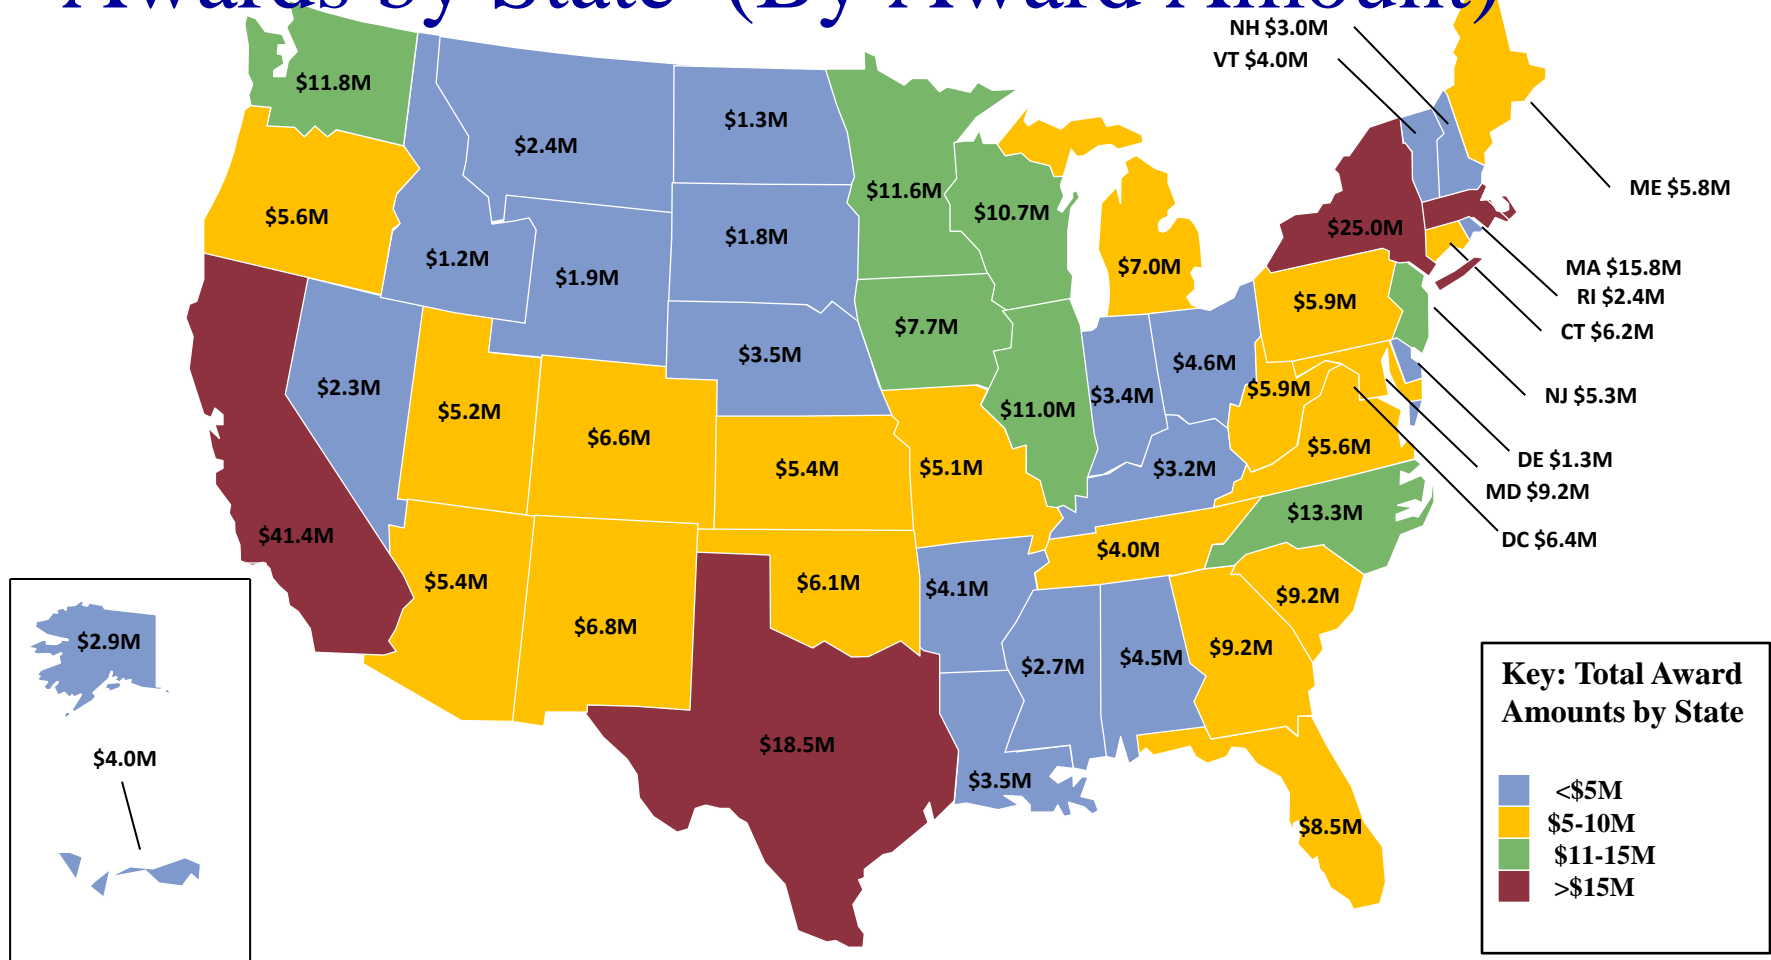 Awards by State (By Award Amount)
NH $3.0M
VT $4.0M
$11.8M
$1.3M
$2.4M
ME $5.8M
$11.6M
$10.7M
$5.6M
$25.0M
$1.8M
$1.2M
$7.0M
MA $15.8M
$1.9M
RI $2.4M
$5.9M
$7.7M
CT $6.2M
$3.5M
$4.6M
$2.3M
$5.9M
$3.4M
NJ $5.3M
$5.2M
$11.0M
$6.6M
$5.6M
DE $1.3M
$5.4M
$5.1M
$3.2M
MD $9.2M
$13.3M
$41.4M
DC $6.4M
$4.0M
$5.4M
$6.1M
$4.1M
$9.2M
$6.8M
$2.9M
$9.2M
$4.5M
$2.7M
Key: Total Award
Amounts by State
$18.5M
$4.0M
$3.5M
<$5M
$5-10M
$8.5M
$11-15M
>$15M